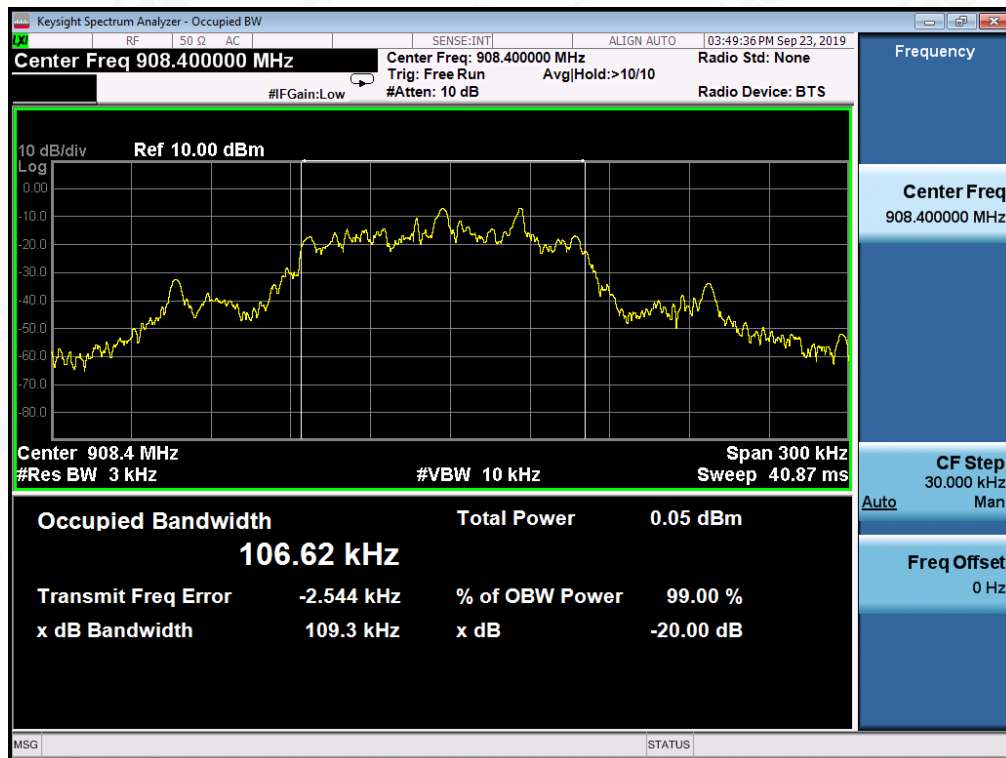 Keysight Spectrum Analyzer - Occupied BW
LXI RF 50 Ω AC SENSE:INT ALIGN AUTO 03:49:36 PM Sep 23, 2019
Center Freq 908.400000 MHz
Center Freq: 908.400000 MHz Radio Std: None
Trig: Free Run Avg|Hold:>10/10
#IFGain:Low #Atten: 10 dB Radio Device: BTS
10 dB/div Ref 10.00 dBm
Log
0.00
-10.0
-20.0
-30.0
-40.0
-50.0
-60.0
-70.0
-80.0
Center 908.4 MHz Span 300 kHz
#Res BW 3 kHz #VBW 10 kHz Sweep 40.87 ms
Occupied Bandwidth Total Power 0.05 dBm
106.62 kHz
Transmit Freq Error -2.544 kHz % of OBW Power 99.00 %
x dB Bandwidth 109.3 kHz x dB -20.00 dB
MSG STATUS
Frequency
Center Freq
908.400000 MHz
CF Step
30.000 kHz
Auto Man
Freq Offset
0 Hz